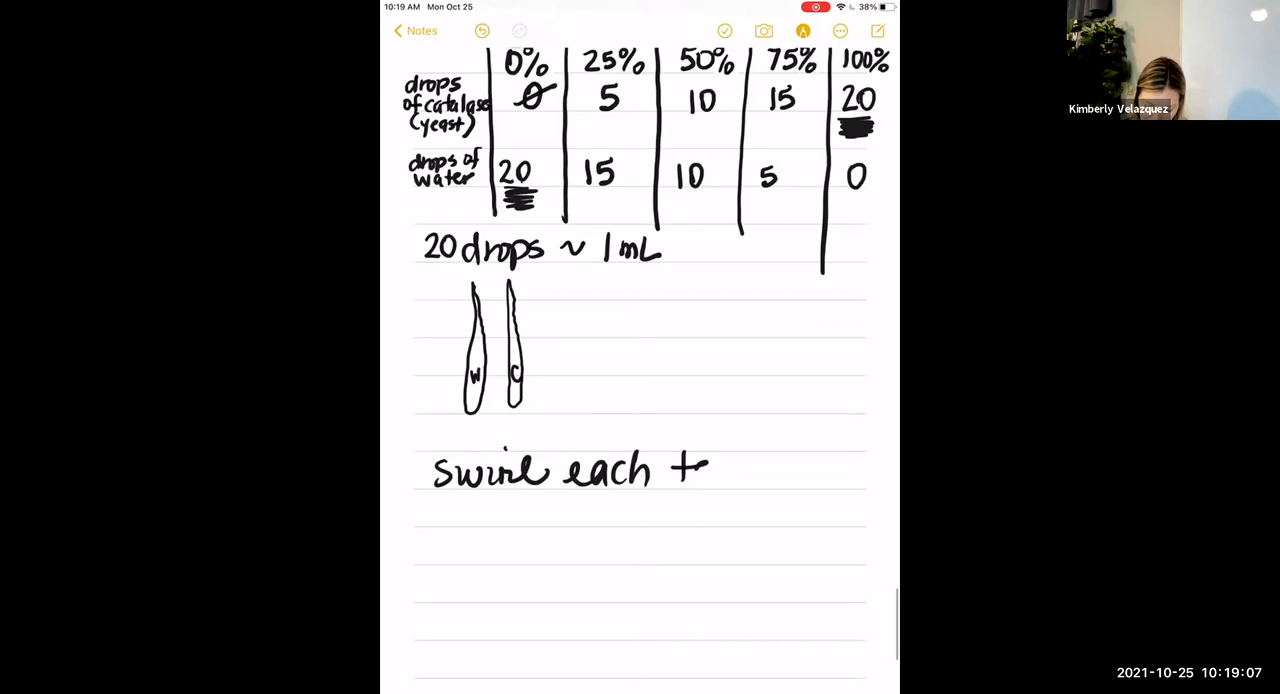 10:19 AM Mon Oct 25
38%
Notes
0% 25% 50% 75% 100%
drops
of catalase 0 5 10 15 20
(yeast)
drops of
water 20 15 10 5 0
20 drops ~ 1 mL
W C
swirl each t
Kimberly Velazquez
2021-10-25 10:19:07